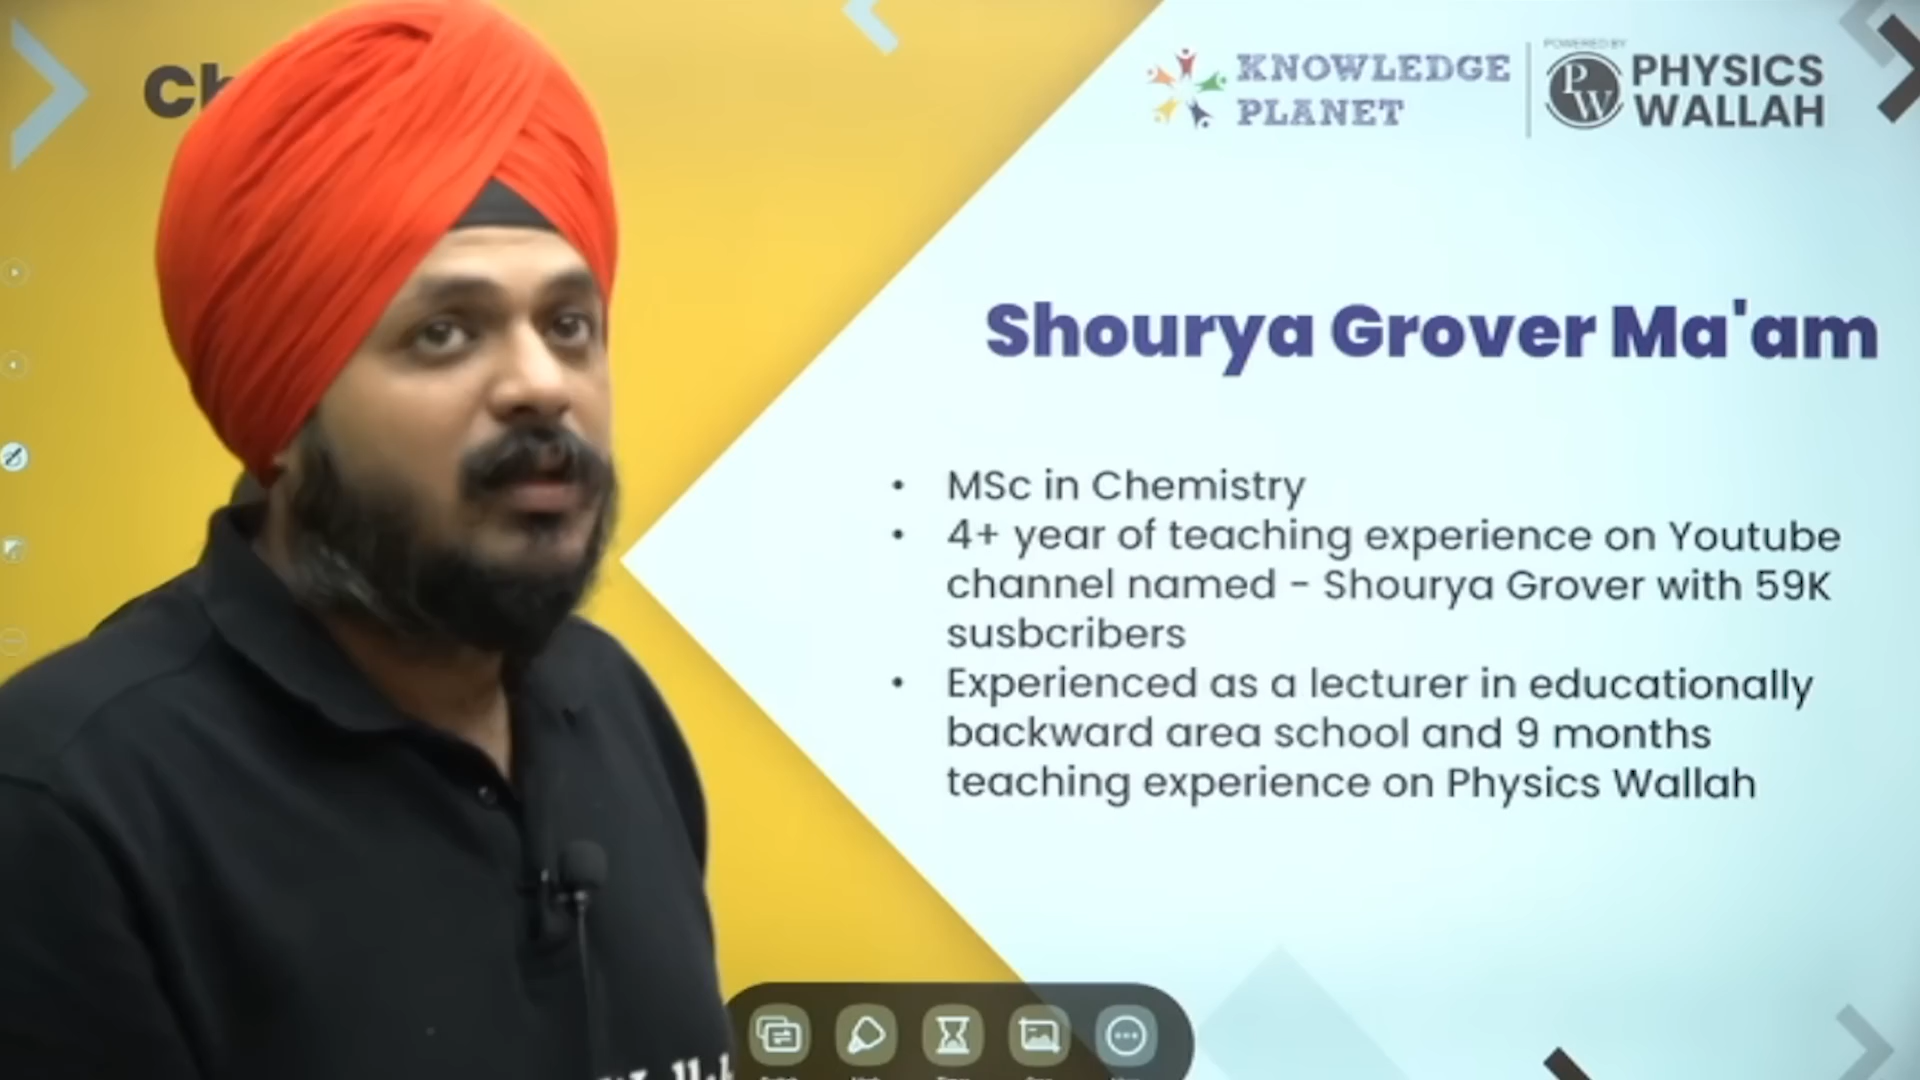 Ch
KNOWLEDGE
PLANET
POWERED BY
PHYSICS
WALLAH
PW
Shourya Grover Ma'am
• MSc in Chemistry
• 4+ year of teaching experience on Youtube
channel named - Shourya Grover with 59K
susbcribers
• Experienced as a lecturer in educationally
backward area school and 9 months
teaching experience on Physics Wallah